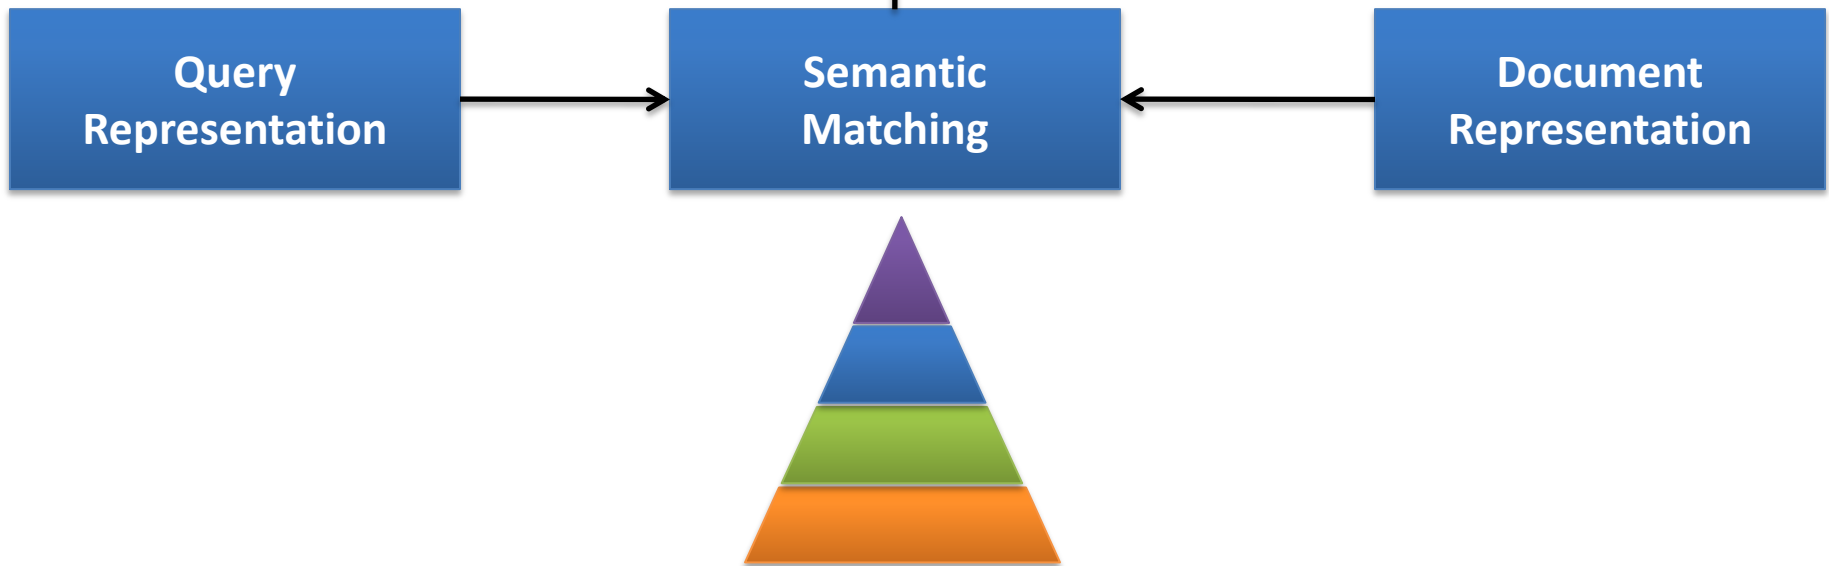 Query
Representation
Semantic
Matching
Document
Representation